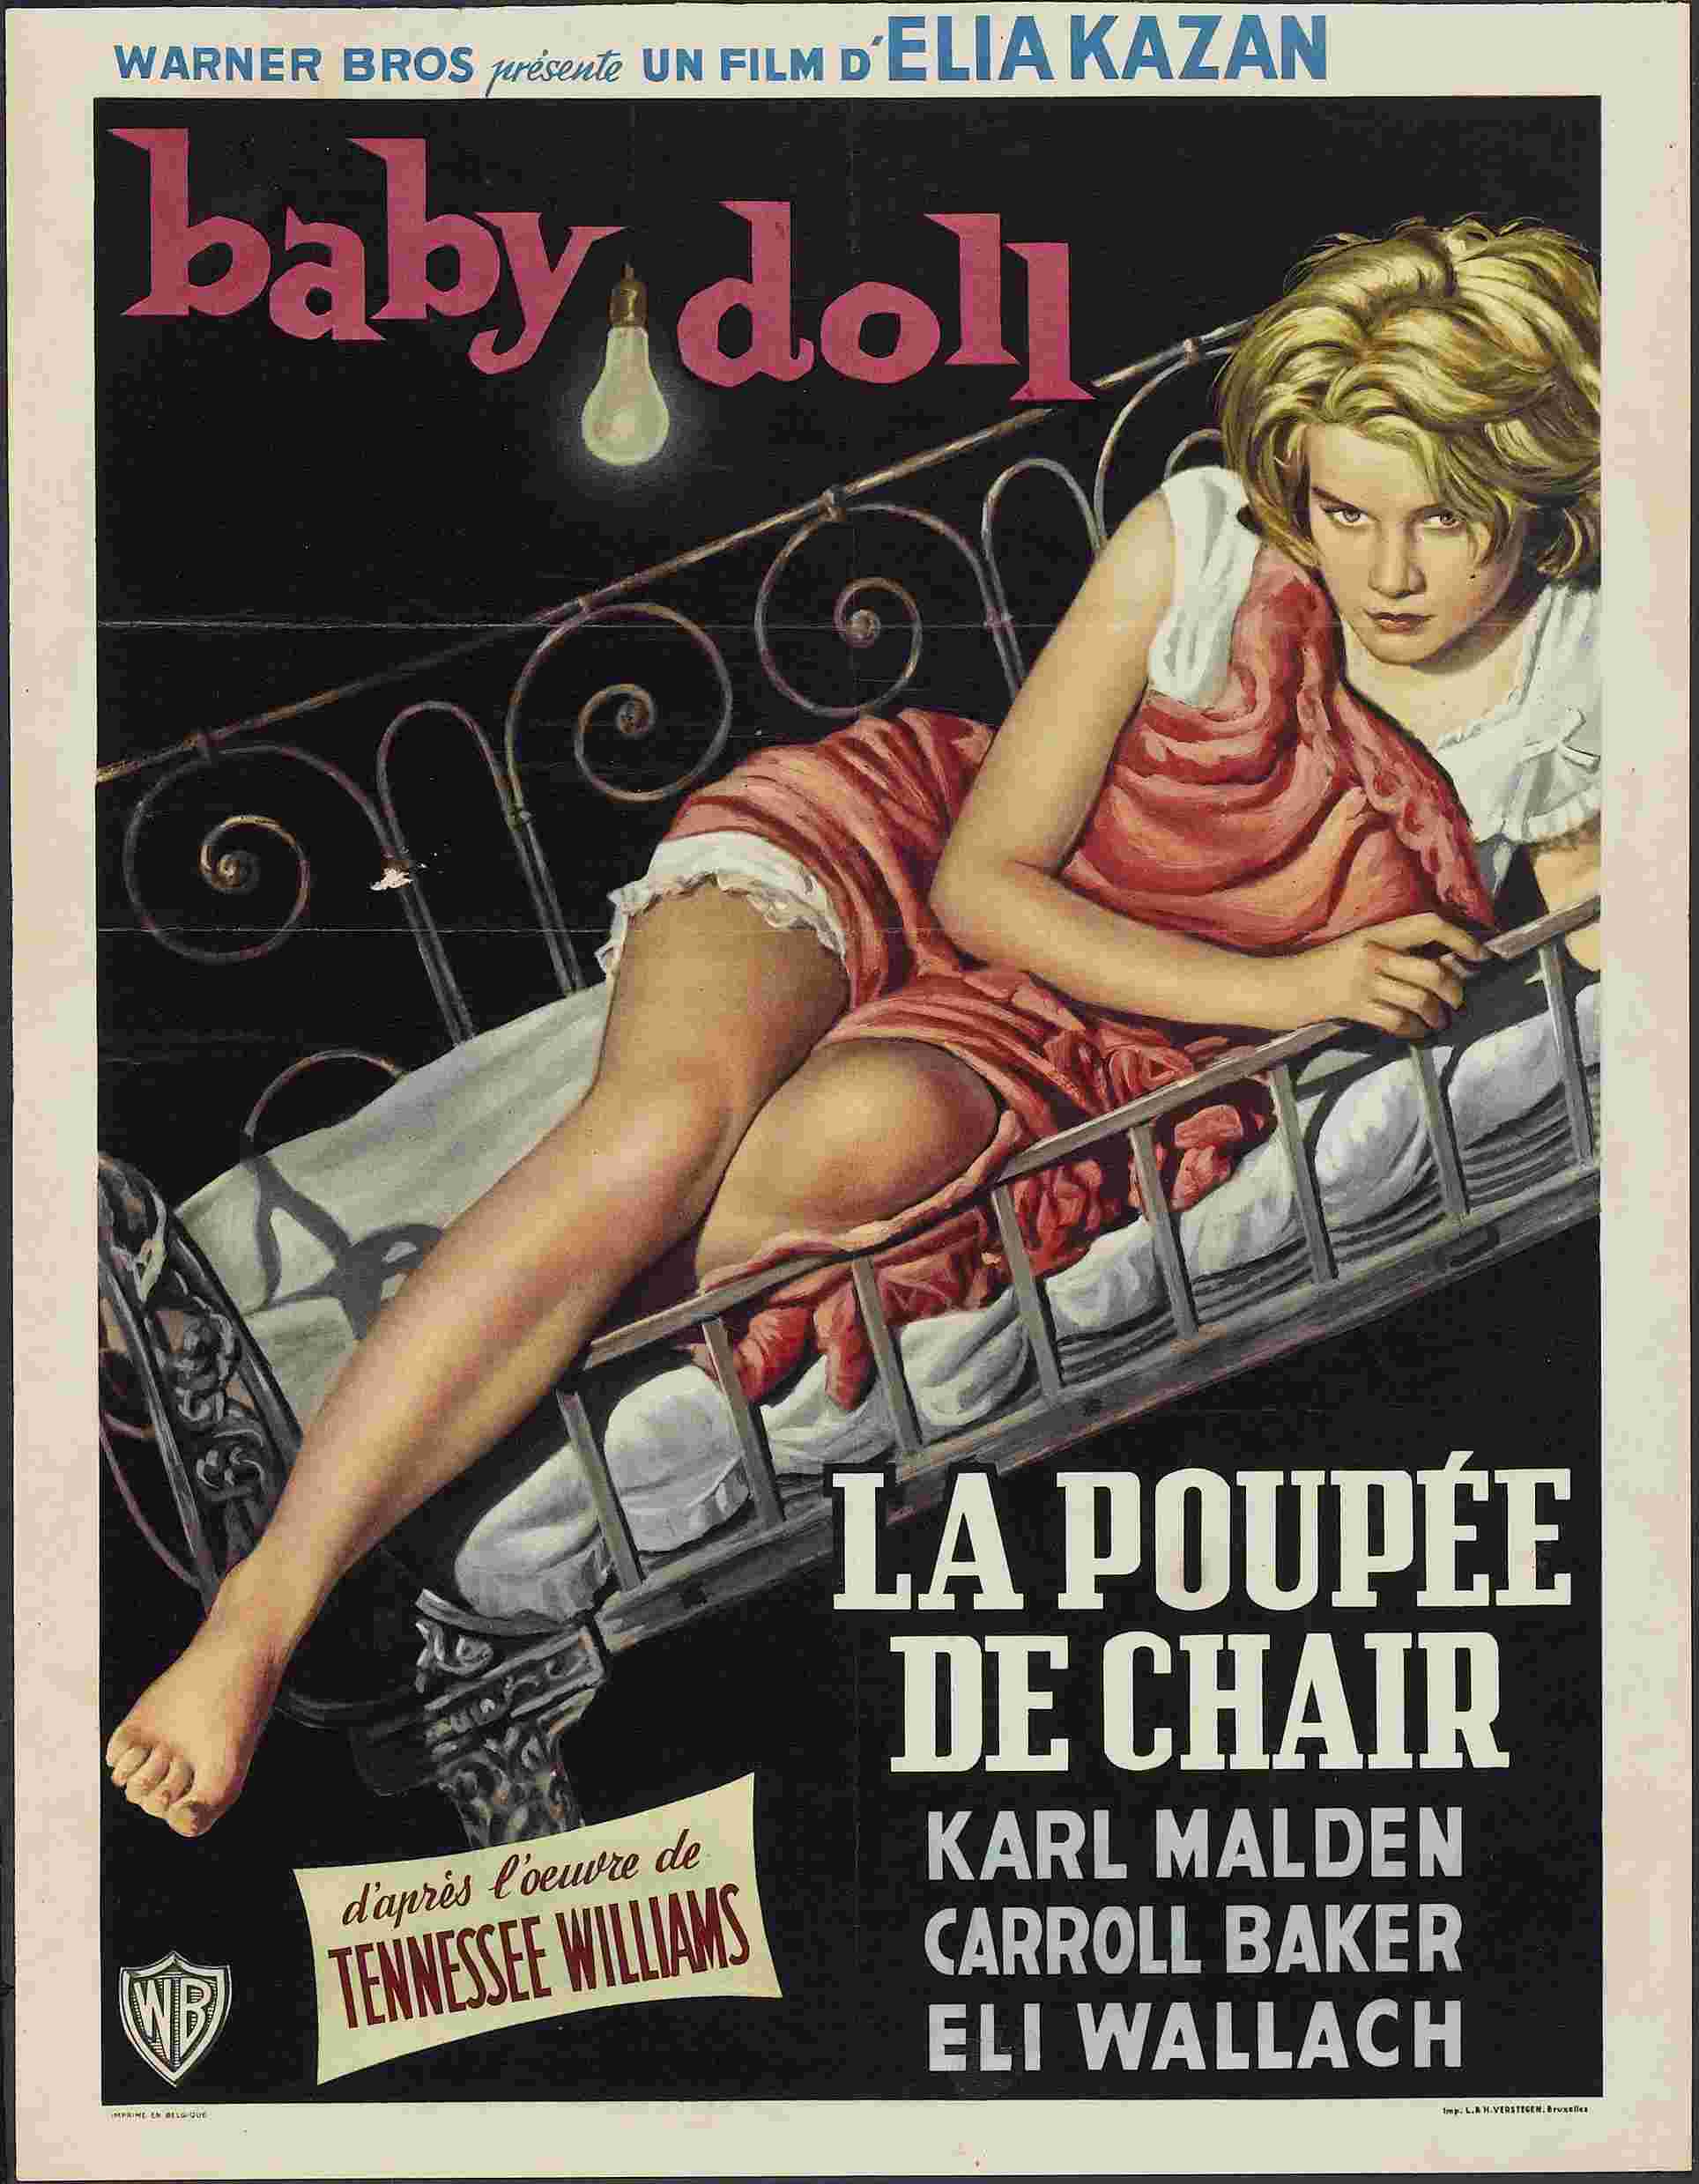 WARNER BROS présente UN FILM D'ELIA KAZAN
baby doll
LA POUPÉE
DE CHAIR
KARL MALDEN
CARROLL BAKER
ELI WALLACH
d'après l'oeuvre de
TENNESSEE WILLIAMS
WB
IMPRIMÉ EN BELGIQUE
Imp. L. & H. VERSTEGEN. Bruxelles